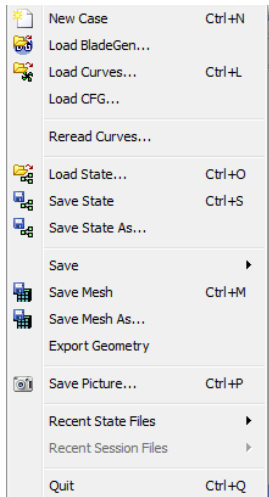 New Case Ctrl+N
Load BladeGen...
Load Curves... Ctrl+L
Load CFG...
Reread Curves...
Load State... Ctrl+O
Save State Ctrl+S
Save State As...
Save
Save Mesh Ctrl+M
Save Mesh As...
Export Geometry
Save Picture... Ctrl+P
Recent State Files
Recent Session Files
Quit Ctrl+Q